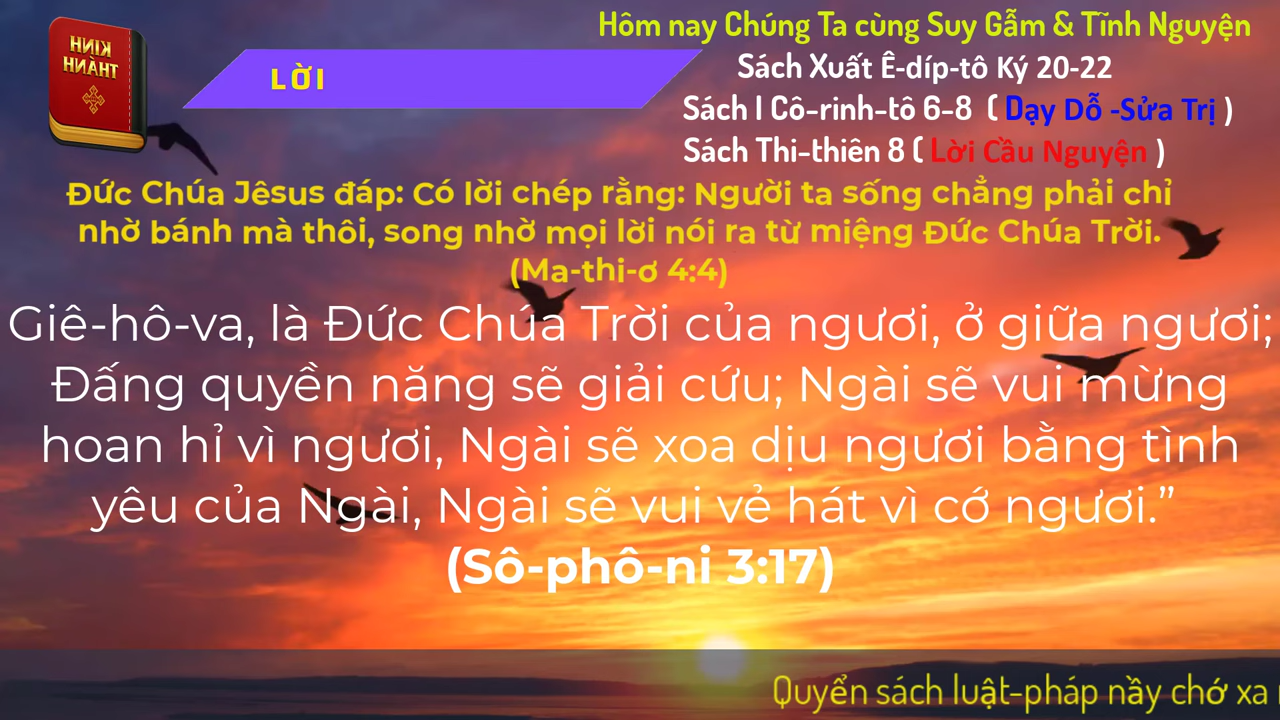 KINH
THÀNH
LỜI
Hôm nay Chúng Ta cùng Suy Gẫm & Tĩnh Nguyện
Sách Xuất Ê-díp-tô Ký 20-22
Sách I Cô-rinh-tô 6-8 ( Dạy Dỗ -Sửa Trị )
Sách Thi-thiên 8 ( Lời Cầu Nguyện )
Đức Chúa Jêsus đáp: Có lời chép rằng: Người ta sống chẳng phải chỉ
nhờ bánh mà thôi, song nhờ mọi lời nói ra từ miệng Đức Chúa Trời.
(Ma-thi-ơ 4:4)
Giê-hô-va, là Đức Chúa Trời của ngươi, ở giữa ngươi;
Đấng quyền năng sẽ giải cứu; Ngài sẽ vui mừng
hoan hỉ vì ngươi, Ngài sẽ xoa dịu ngươi bằng tình
yêu của Ngài, Ngài sẽ vui vẻ hát vì cớ ngươi.”
(Sô-phô-ni 3:17)
Quyển sách luật-pháp nầy chớ xa